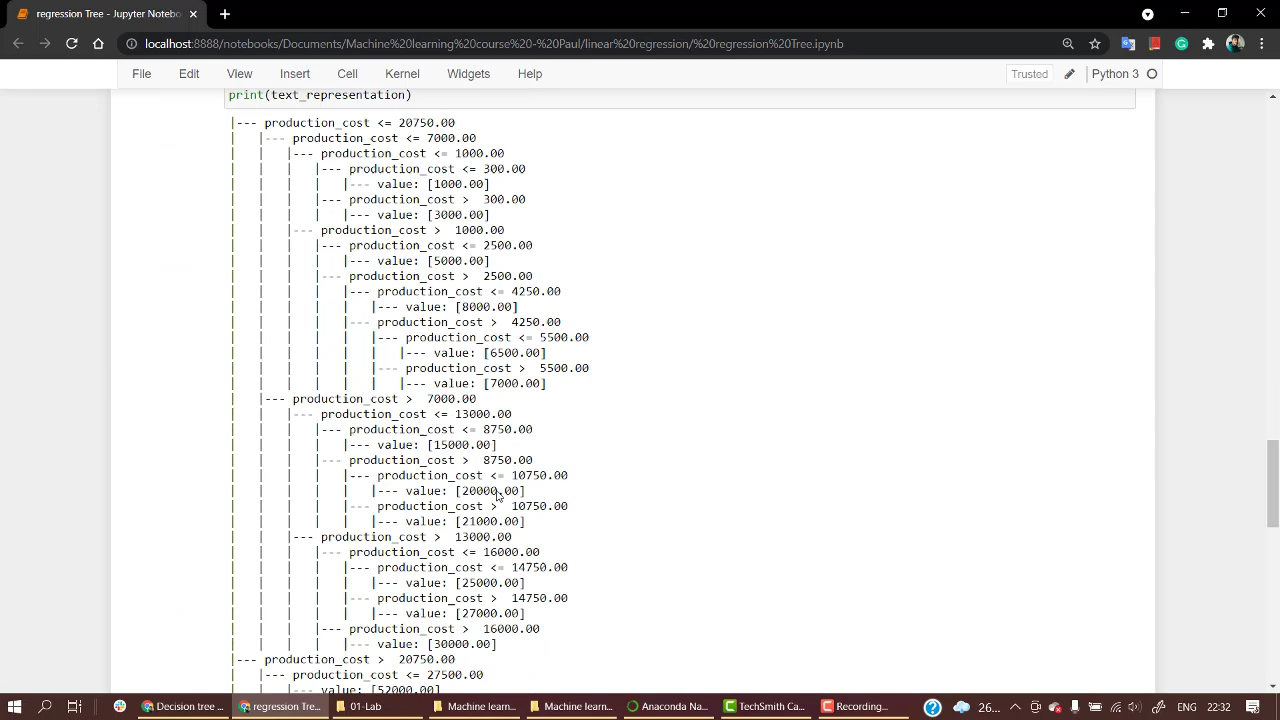 regression Tree - Jupyter Notebo
localhost:8888/notebooks/Documents/Machine%20learning%20course%20-%20Paul/linear%20regression/%20regression%20Tree.ipynb
File Edit View Insert Cell Kernel Widgets Help Trusted Python 3
print(text_representation)
|--- production_cost <= 20750.00
|   |--- production_cost <= 7000.00
|   |   |--- production_cost <= 1000.00
|   |   |   |--- production_cost <= 300.00
|   |   |   |   |--- value: [1000.00]
|   |   |   |--- production_cost >  300.00
|   |   |   |   |--- value: [3000.00]
|   |   |--- production_cost >  1000.00
|   |   |   |--- production_cost <= 2500.00
|   |   |   |   |--- value: [5000.00]
|   |   |   |--- production_cost >  2500.00
|   |   |   |   |--- production_cost <= 4250.00
|   |   |   |   |   |--- value: [8000.00]
|   |   |   |   |--- production_cost >  4250.00
|   |   |   |   |   |--- production_cost <= 5500.00
|   |   |   |   |   |   |--- value: [6500.00]
|   |   |   |   |   |--- production_cost >  5500.00
|   |   |   |   |   |   |--- value: [7000.00]
|   |--- production_cost >  7000.00
|   |   |--- production_cost <= 13000.00
|   |   |   |--- production_cost <= 8750.00
|   |   |   |   |--- value: [15000.00]
|   |   |   |--- production_cost >  8750.00
|   |   |   |   |--- production_cost <= 10750.00
|   |   |   |   |   |--- value: [20000.00]
|   |   |   |   |--- production_cost >  10750.00
|   |   |   |   |   |--- value: [21000.00]
|   |   |--- production_cost >  13000.00
|   |   |   |--- production_cost <= 16000.00
|   |   |   |   |--- production_cost <= 14750.00
|   |   |   |   |   |--- value: [25000.00]
|   |   |   |   |--- production_cost >  14750.00
|   |   |   |   |   |--- value: [27000.00]
|   |   |   |--- production_cost >  16000.00
|   |   |   |   |--- value: [30000.00]
|--- production_cost >  20750.00
|   |--- production_cost <= 27500.00
|   |   |--- value: [52000.00]
Decision tree ... regression Tre... 01-Lab Machine learn... Machine learn... Anaconda Na... TechSmith Ca... Recording... 26... ENG 22:32